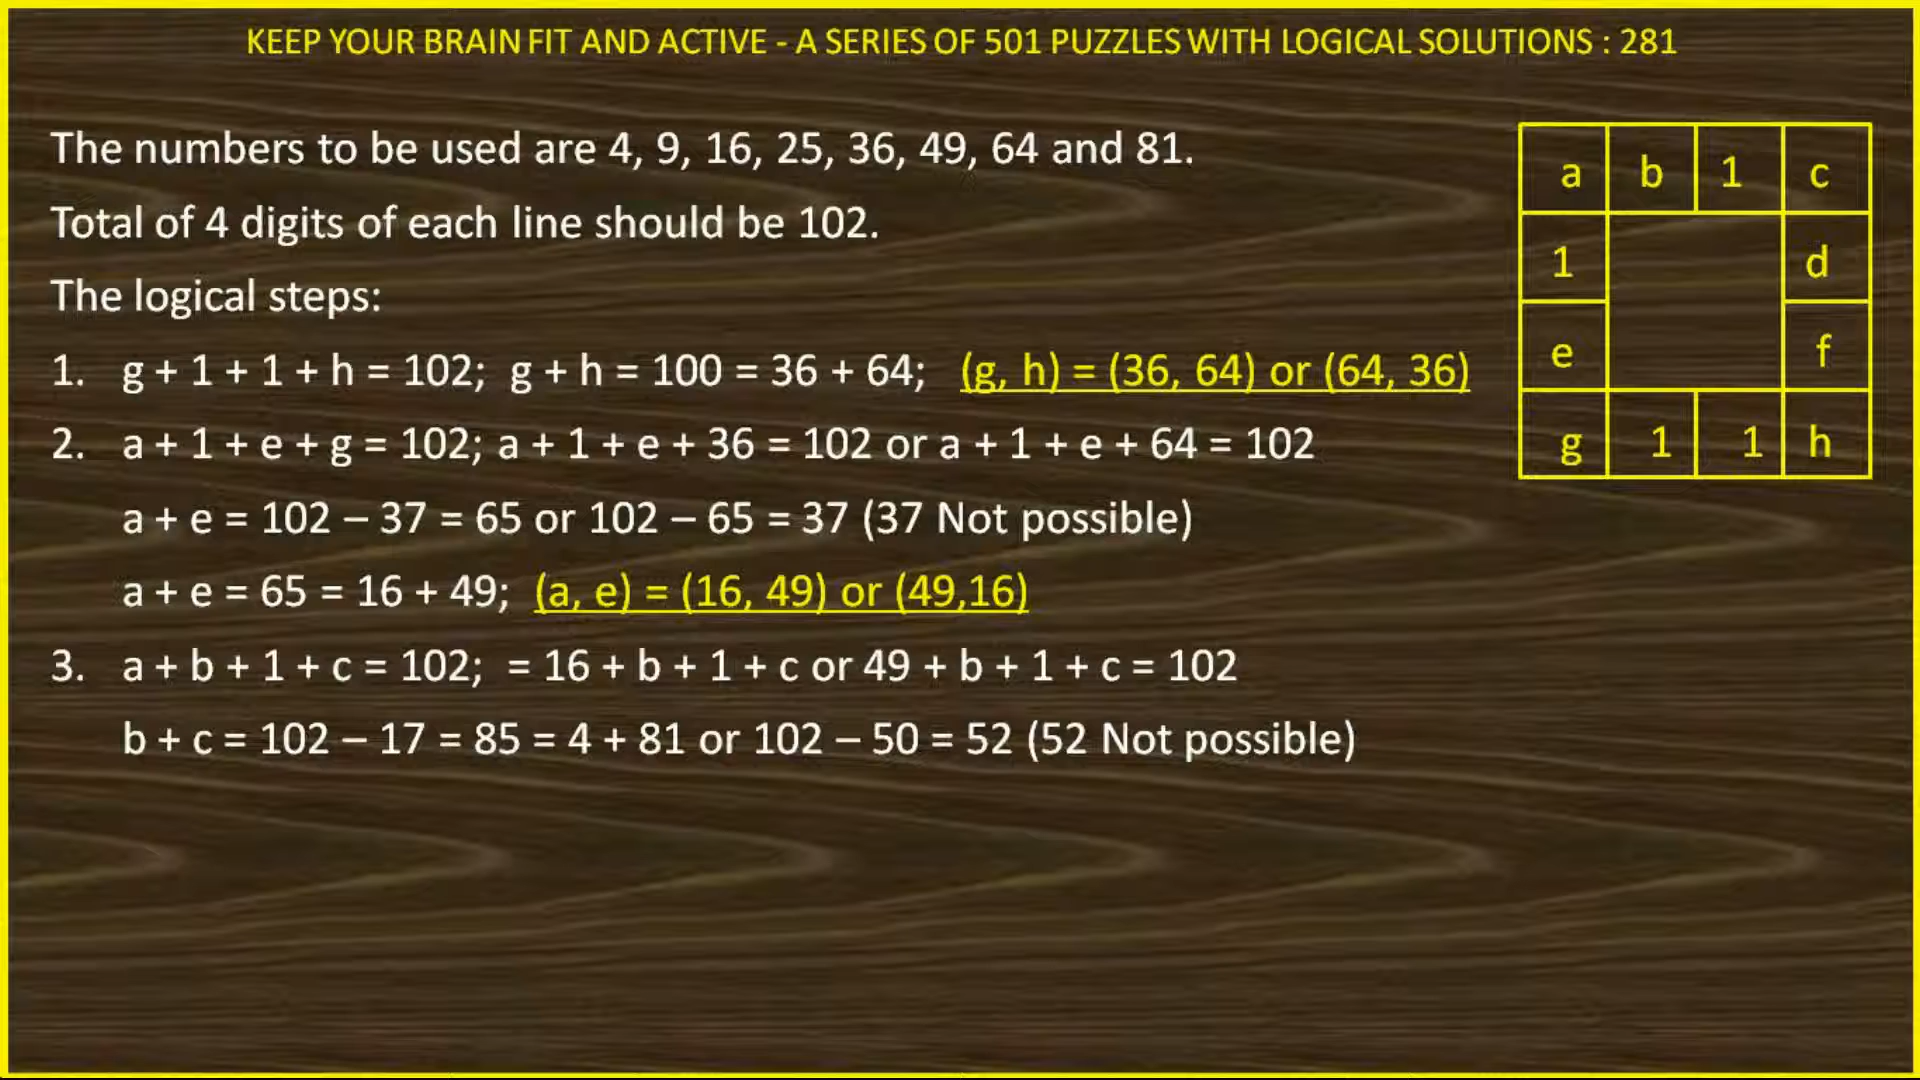 KEEP YOUR BRAIN FIT AND ACTIVE - A SERIES OF 501 PUZZLES WITH LOGICAL SOLUTIONS : 281
The numbers to be used are 4, 9, 16, 25, 36, 49, 64 and 81.
Total of 4 digits of each line should be 102.
The logical steps:
1. g + 1 + 1 + h = 102; g + h = 100 = 36 + 64; (g, h) = (36, 64) or (64, 36)
2. a + 1 + e + g = 102; a + 1 + e + 36 = 102 or a + 1 + e + 64 = 102
a + e = 102 – 37 = 65 or 102 – 65 = 37 (37 Not possible)
a + e = 65 = 16 + 49; (a, e) = (16, 49) or (49,16)
3. a + b + 1 + c = 102; = 16 + b + 1 + c or 49 + b + 1 + c = 102
b + c = 102 – 17 = 85 = 4 + 81 or 102 – 50 = 52 (52 Not possible)
a b 1 c
1 d
e f
g 1 1 h